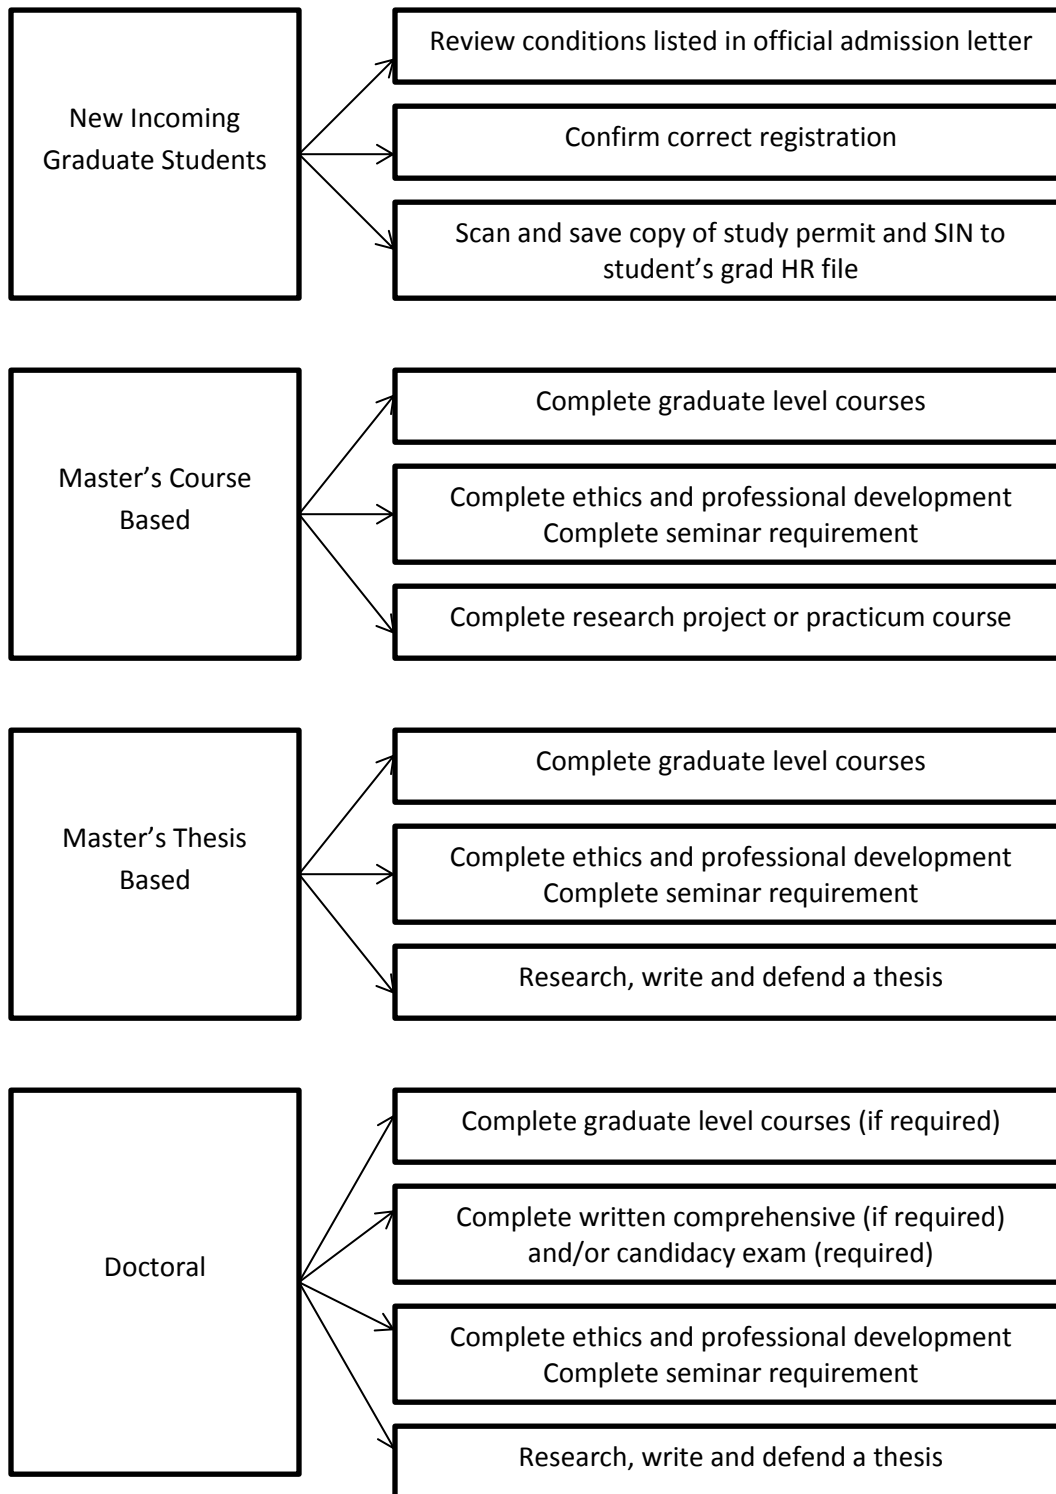 New Incoming
Graduate Students
Review conditions listed in official admission letter
Confirm correct registration
Scan and save copy of study permit and SIN to
student’s grad HR file
Master’s Course
Based
Complete graduate level courses
Complete ethics and professional development
Complete seminar requirement
Complete research project or practicum course
Master’s Thesis
Based
Complete graduate level courses
Complete ethics and professional development
Complete seminar requirement
Research, write and defend a thesis
Doctoral
Complete graduate level courses (if required)
Complete written comprehensive (if required)
and/or candidacy exam (required)
Complete ethics and professional development
Complete seminar requirement
Research, write and defend a thesis